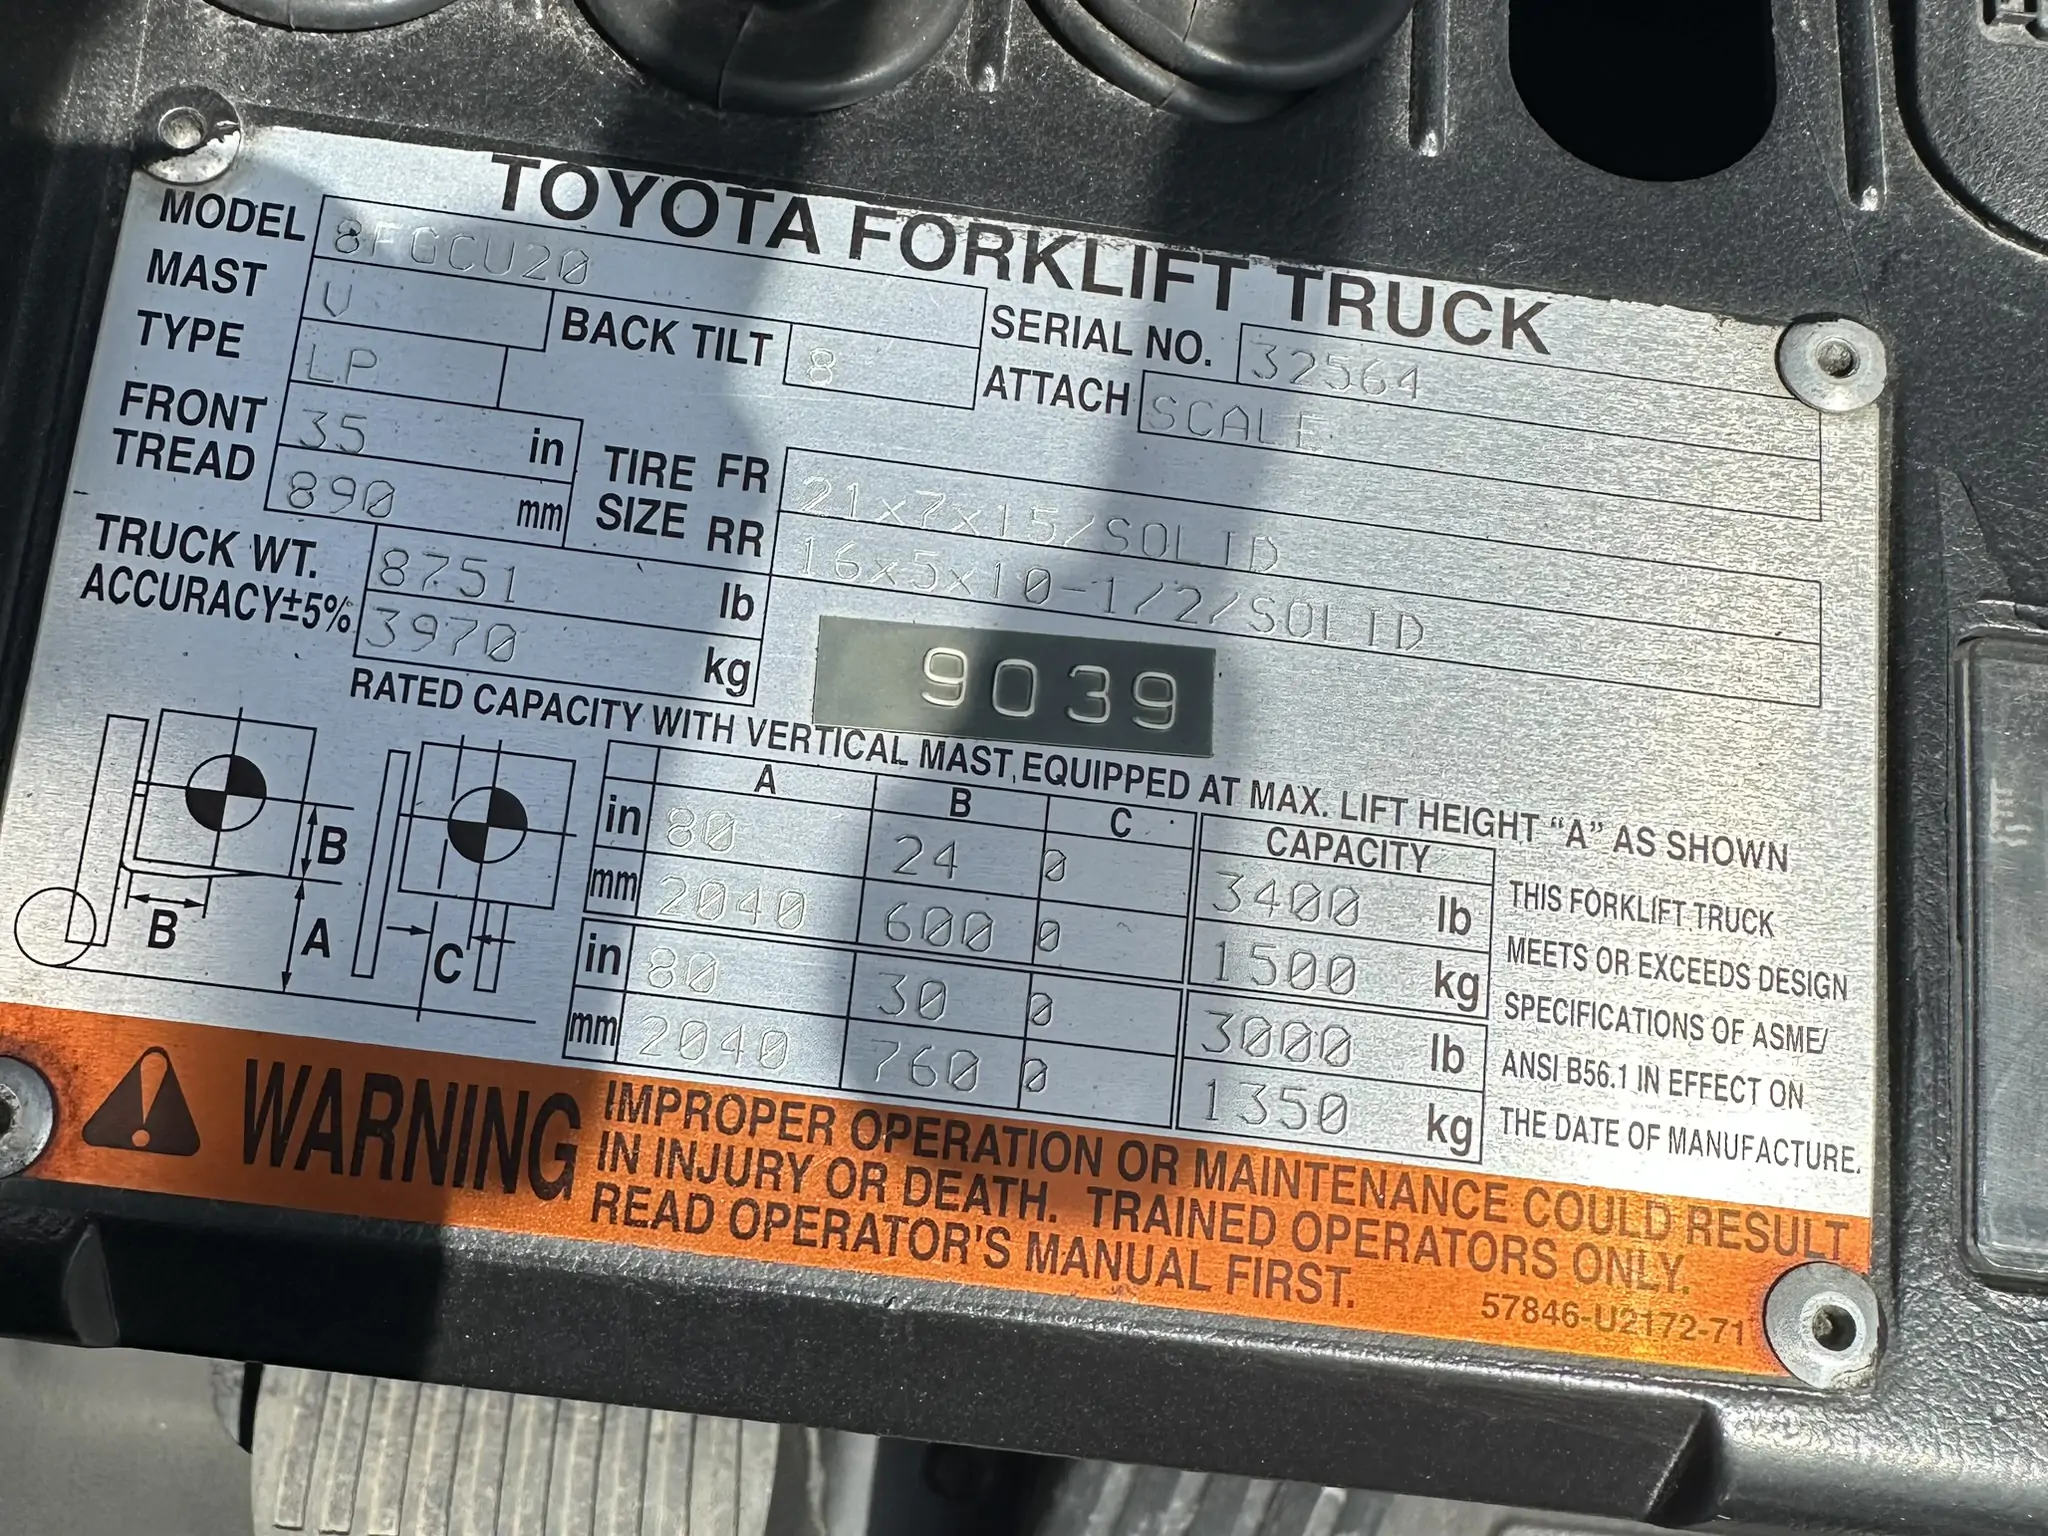 TOYOTA FORKLIFT TRUCK
MODEL 8FGCU20
SERIAL NO. 32564
MAST V BACK TILT 8
ATTACH SCALE
TYPE LP
FRONT TREAD 35 in
890 mm
TIRE SIZE FR 21x7x15/SOLID
RR 16x5x10-1/2/SOLID
TRUCK WT. 8751 lb
ACCURACY±5% 3970 kg
9039
RATED CAPACITY WITH VERTICAL MAST, EQUIPPED AT MAX. LIFT HEIGHT "A" AS SHOWN
A B C CAPACITY
in 80 24 0 3400 lb
mm 2040 600 0 1500 kg
in 80 30 0 3000 lb
mm 2040 760 0 1350 kg
B
B
A
C
THIS FORKLIFT TRUCK
MEETS OR EXCEEDS DESIGN
SPECIFICATIONS OF ASME/
ANSI B56.1 IN EFFECT ON
THE DATE OF MANUFACTURE.
WARNING
IMPROPER OPERATION OR MAINTENANCE COULD RESULT
IN INJURY OR DEATH. TRAINED OPERATORS ONLY.
READ OPERATOR'S MANUAL FIRST.
57846-U2172-71